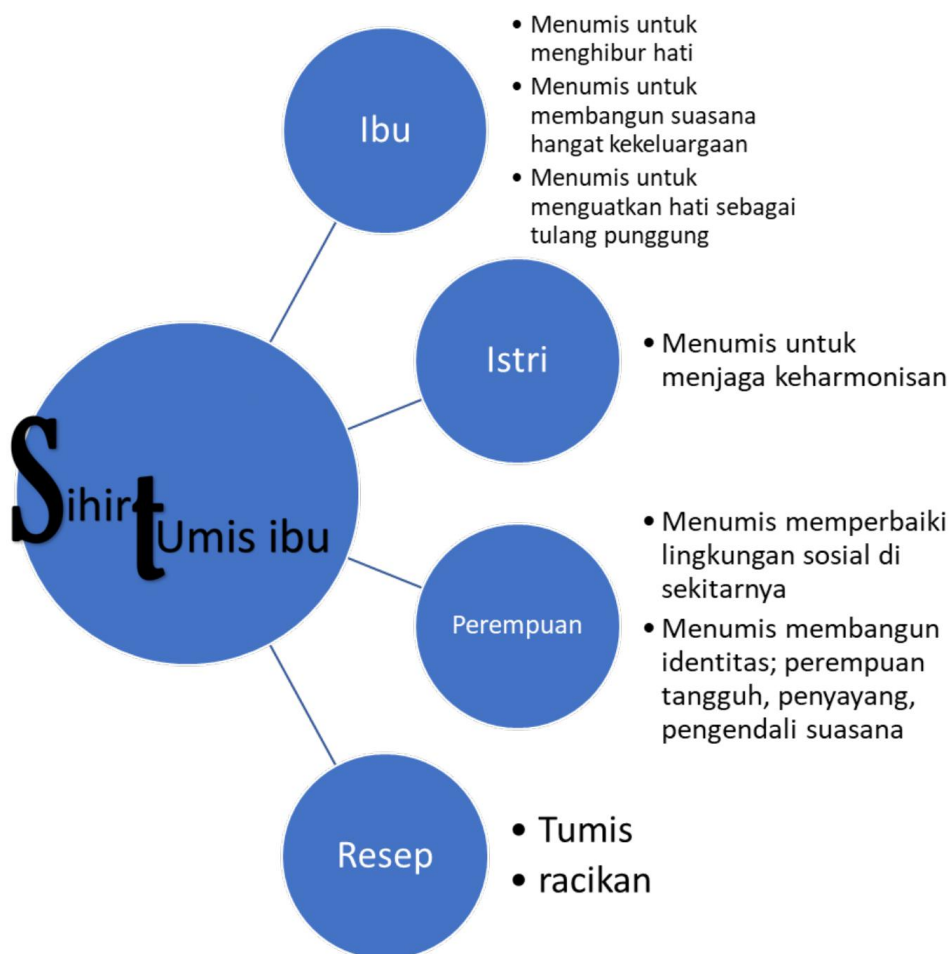 Ibu
• Menumis untuk
menghibur hati
• Menumis untuk
membangun suasana
hangat kekeluargaan
• Menumis untuk
menguatkan hati sebagai
tulang punggung
Istri
• Menumis untuk
menjaga keharmonisan
Sihir tUmis ibu
Perempuan
• Menumis memperbaiki
lingkungan sosial di
sekitarnya
• Menumis membangun
identitas; perempuan
tangguh, penyayang,
pengendali suasana
Resep
• Tumis
• racikan